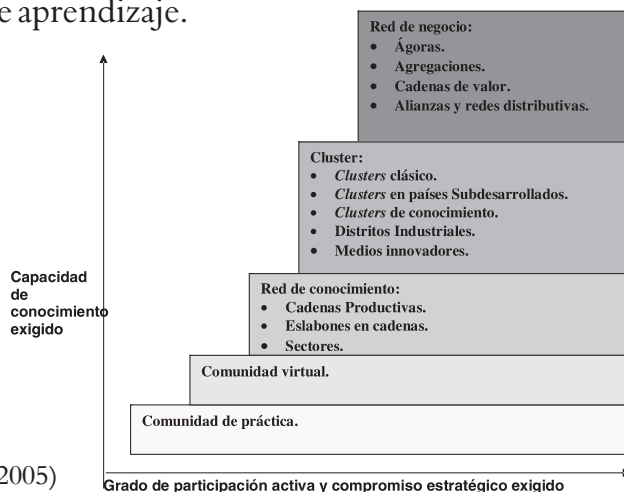 e aprendizaje.
Red de negocio:
• Ágoras.
• Agregaciones.
• Cadenas de valor.
• Alianzas y redes distributivas.
Cluster:
• Clusters clásico.
• Clusters en países Subdesarrollados.
• Clusters de conocimiento.
• Distritos Industriales.
• Medios innovadores.
Capacidad
de
conocimiento
exigido
Red de conocimiento:
• Cadenas Productivas.
• Eslabones en cadenas.
• Sectores.
Comunidad virtual.
Comunidad de práctica.
2005)
Grado de participación activa y compromiso estratégico exigido